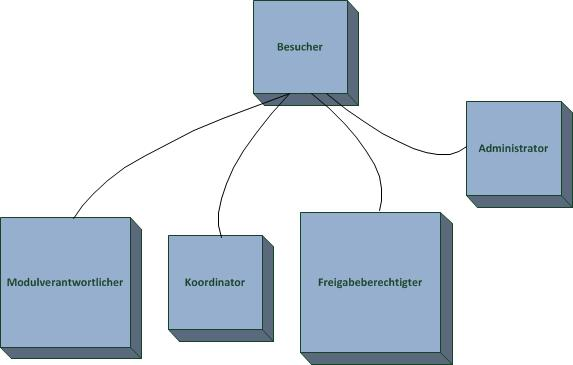 Besucher
Administrator
Modulverantwortlicher
Koordinator
Freigabeberechtigter